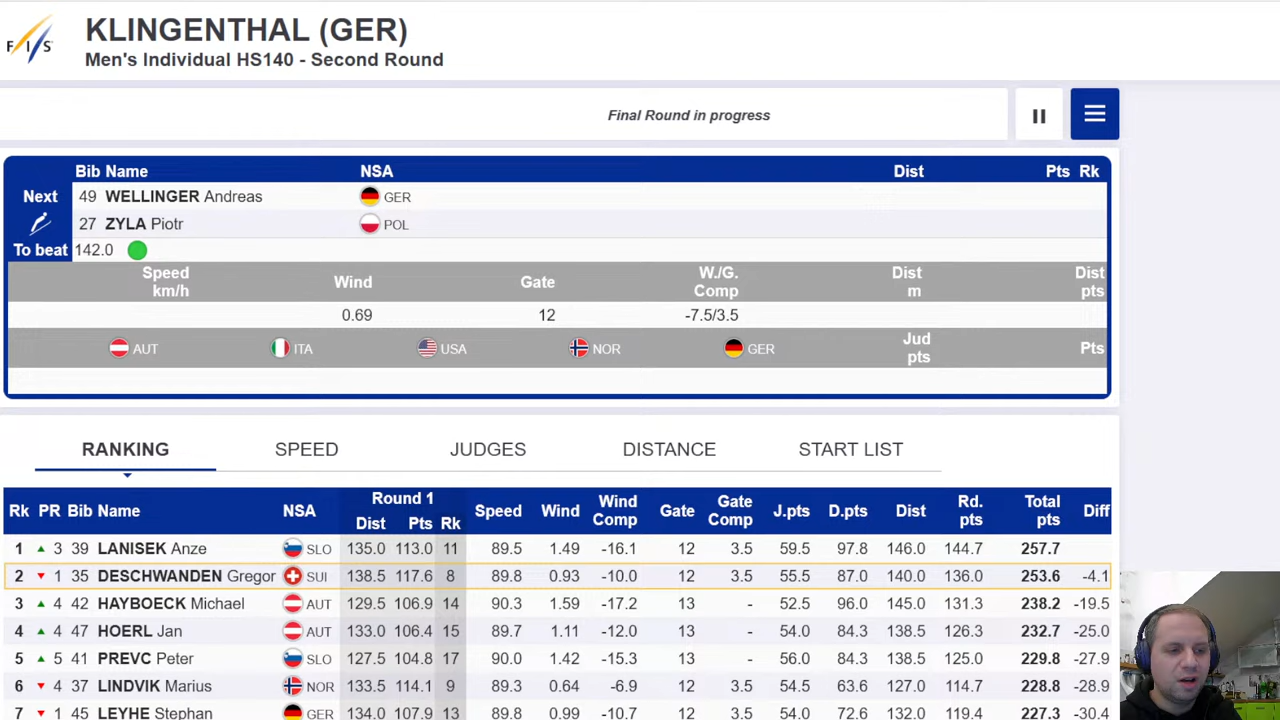 FIS
KLINGENTHAL (GER)
Men's Individual HS140 - Second Round
Final Round in progress
Bib Name NSA Dist Pts Rk
Next 49 WELLINGER Andreas GER
27 ZYLA Piotr POL
To beat 142.0
Speed km/h Wind Gate W./G. Comp Dist m Dist pts
0.69 12 -7.5/3.5
AUT ITA USA NOR GER Jud pts Pts
RANKING SPEED JUDGES DISTANCE START LIST
Round 1
Rk PR Bib Name NSA Dist Pts Rk Speed Wind Wind Comp Gate Gate Comp J.pts D.pts Dist Rd. pts Total pts Diff
1 3 39 LANISEK Anze SLO 135.0 113.0 11 89.5 1.49 -16.1 12 3.5 59.5 97.8 146.0 144.7 257.7
2 1 35 DESCHWANDEN Gregor SUI 138.5 117.6 8 89.8 0.93 -10.0 12 3.5 55.5 87.0 140.0 136.0 253.6 -4.1
3 4 42 HAYBOECK Michael AUT 129.5 106.9 14 90.3 1.59 -17.2 13 - 52.5 96.0 145.0 131.3 238.2 -19.5
4 4 47 HOERL Jan AUT 133.0 106.4 15 89.7 1.11 -12.0 13 - 54.0 84.3 138.5 126.3 232.7 -25.0
5 5 41 PREVC Peter SLO 127.5 104.8 17 90.0 1.42 -15.3 13 - 56.0 84.3 138.5 125.0 229.8 -27.9
6 4 37 LINDVIK Marius NOR 133.5 114.1 9 89.3 0.64 -6.9 12 3.5 54.5 63.6 127.0 114.7 228.8 -28.9
7 1 45 LEYHE Stephan GER 134.0 107.9 13 89.8 0.99 -10.7 13 - 54.0 72.6 132.0 119.4 227.3 -30.4